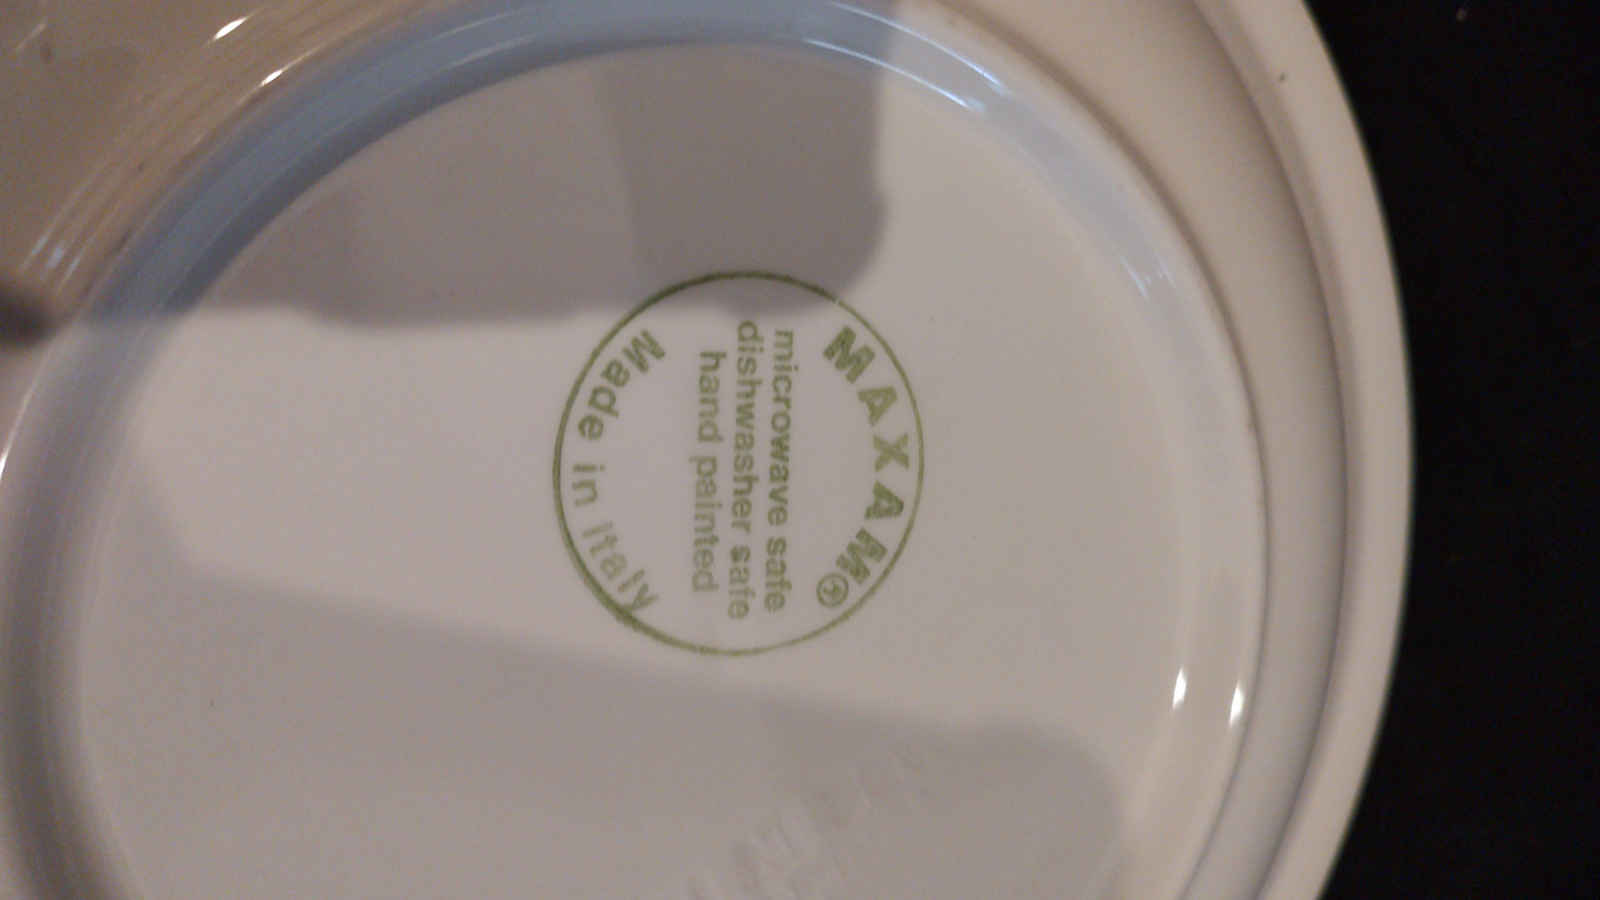 MAXAM®
microwave safe
dishwasher safe
hand painted
Made in Italy